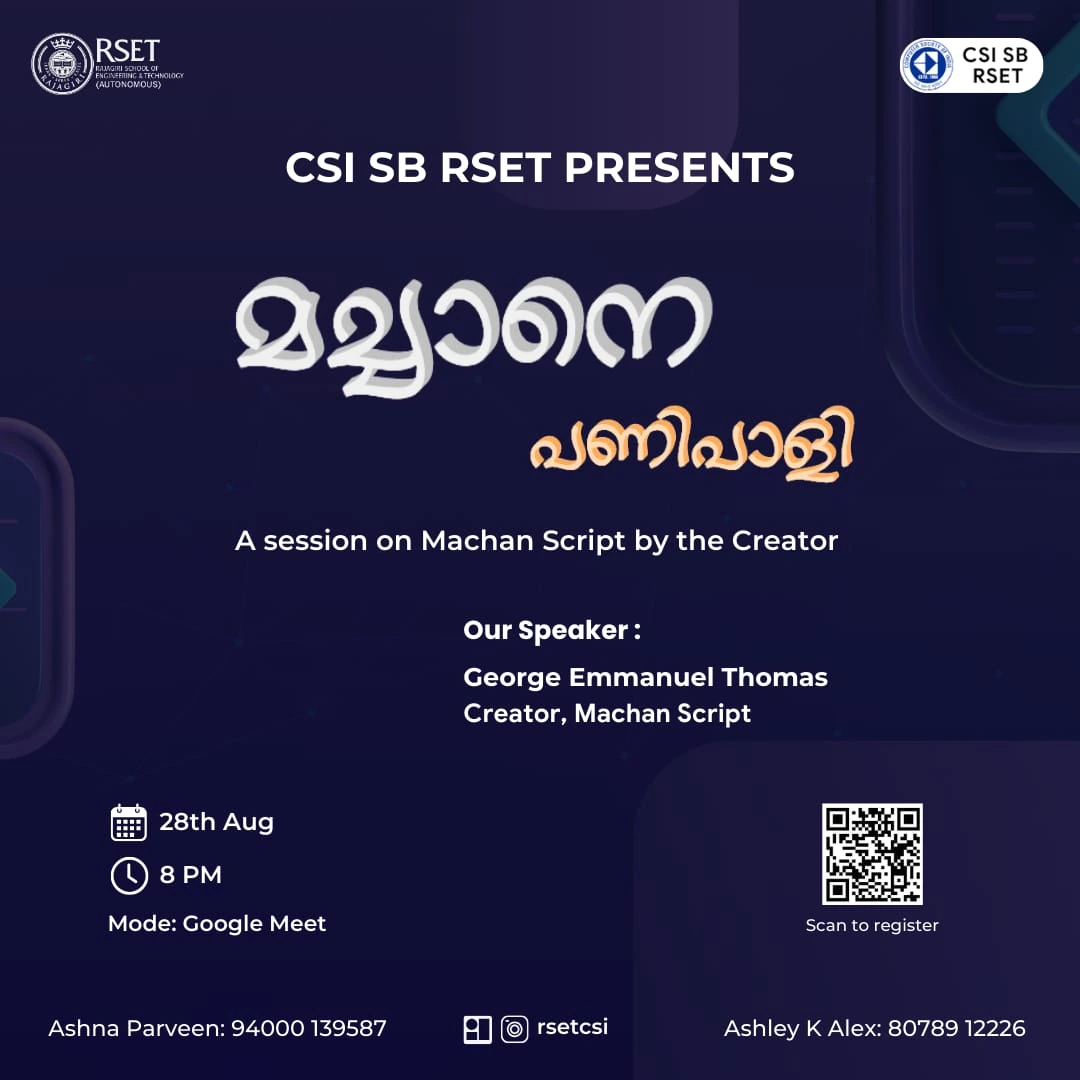 RSET
RAJAGIRI SCHOOL OF
ENGINEERING & TECHNOLOGY
(AUTONOMOUS)
RAJAGIRI
CSI SB
RSET
CSI SB RSET PRESENTS
മച്ചാനെ
പണിപാളി
A session on Machan Script by the Creator
Our Speaker :
George Emmanuel Thomas
Creator, Machan Script
28th Aug
8 PM
Mode: Google Meet
Scan to register
Ashna Parveen: 94000 139587
rsetcsi
Ashley K Alex: 80789 12226